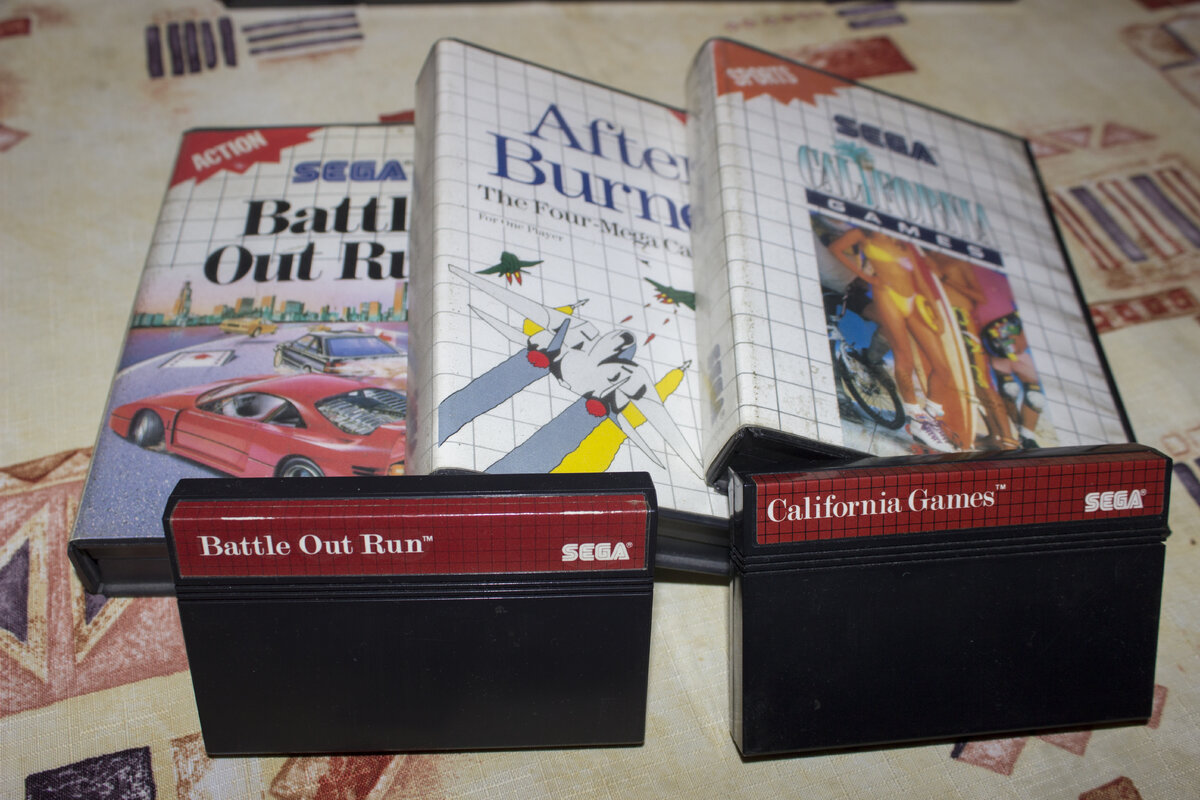 ACTION
SEGA
Battl
Out Ru
After
Burne
The Four-Mega Ca
For One Player
SPORTS
SEGA
CALIFORNIA
GAMES
Battle Out Run™
SEGA®
California Games™
SEGA®